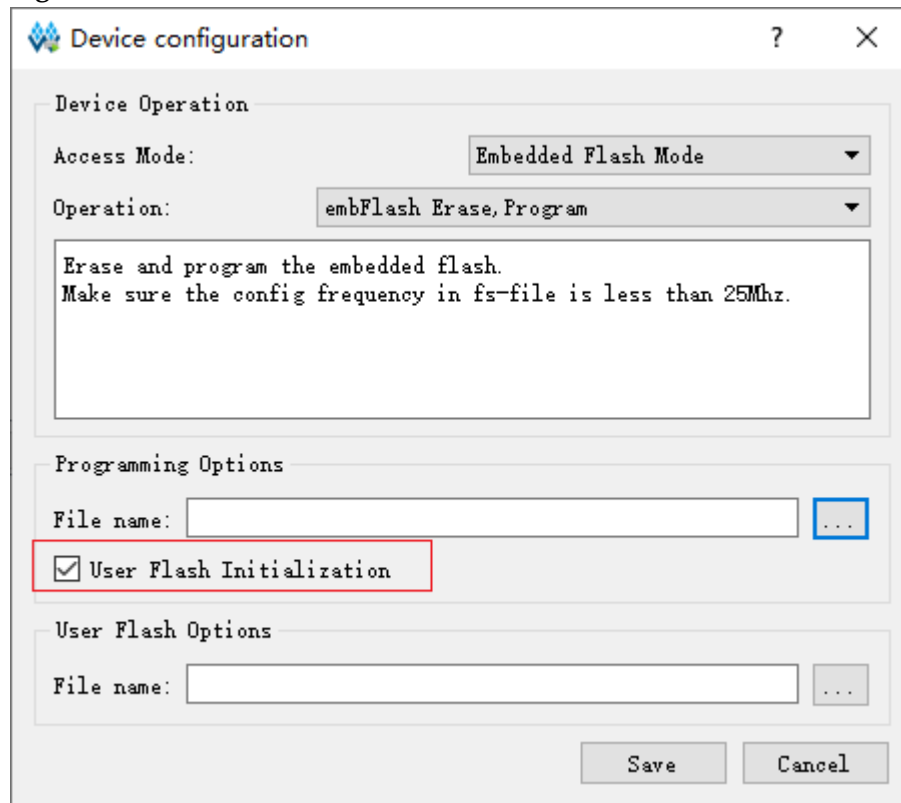 Device configuration ? ×
Device Operation
Access Mode: Embedded Flash Mode
Operation: embFlash Erase,Program
Erase and program the embedded flash.
Make sure the config frequency in fs-file is less than 25Mhz.
Programming Options
File name: ...
User Flash Initialization
User Flash Options
File name: ...
Save Cancel